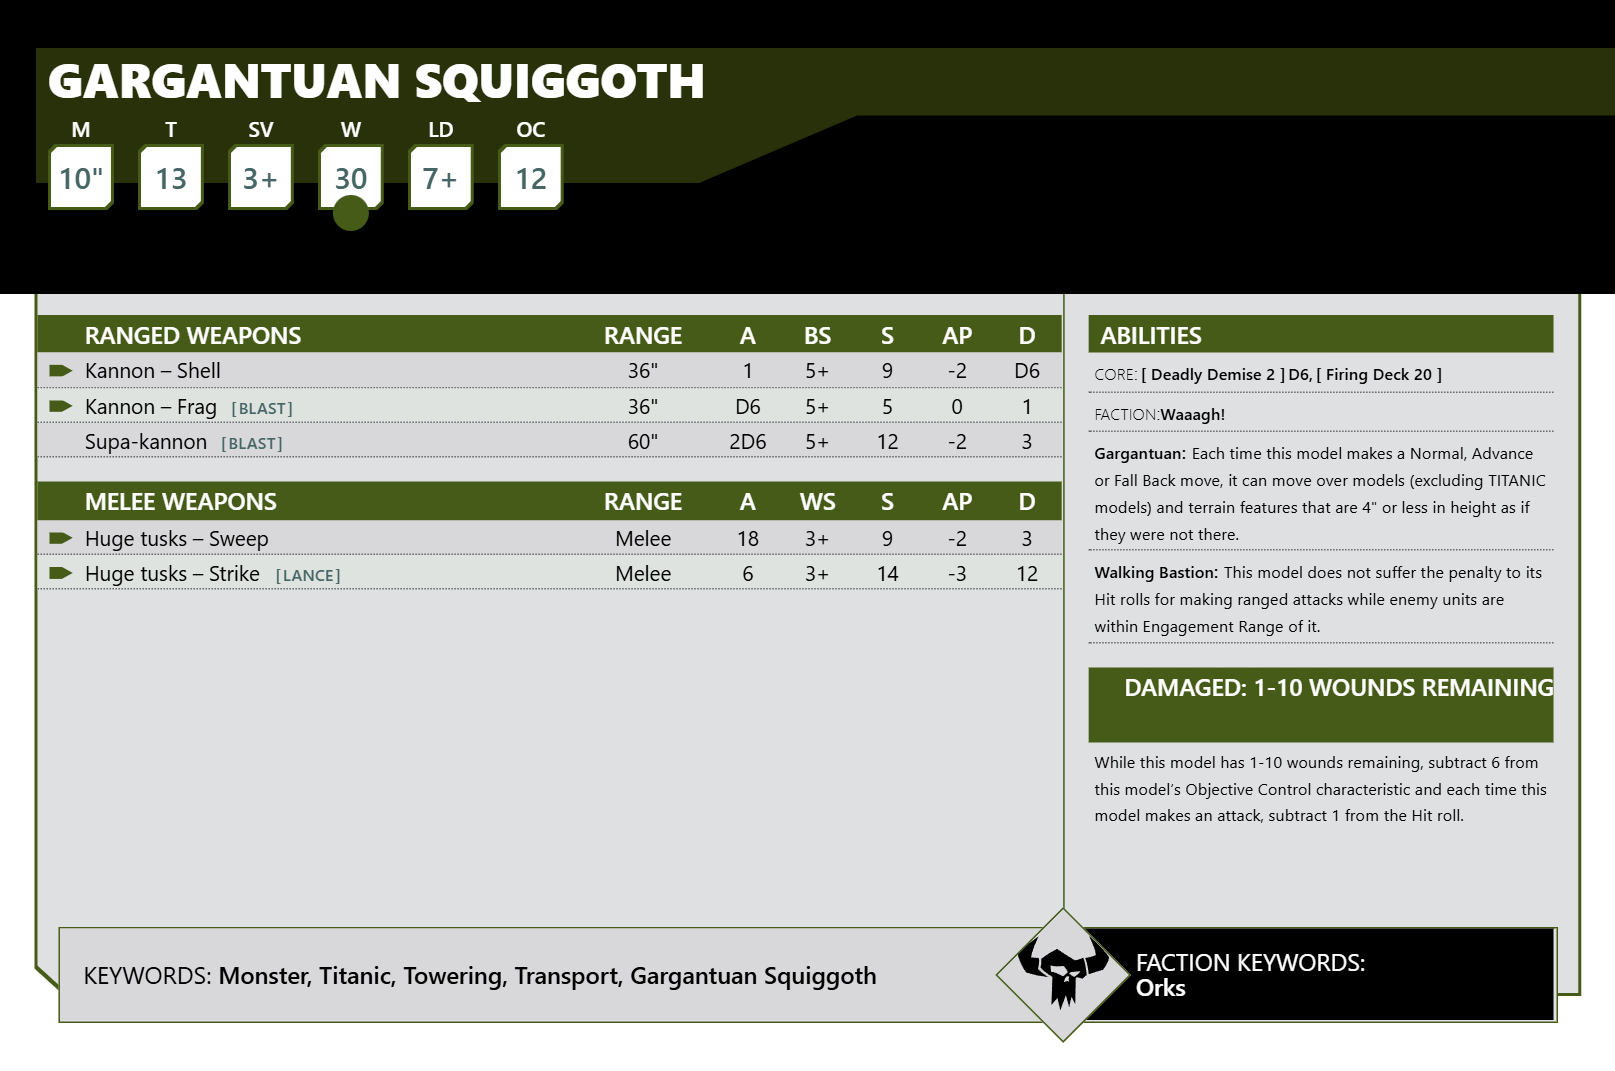 GARGANTUAN SQUIGGOTH
M T SV W LD OC
10" 13 3+ 30 7+ 12
RANGED WEAPONS RANGE A BS S AP D
Kannon – Shell 36" 1 5+ 9 -2 D6
Kannon – Frag [BLAST] 36" D6 5+ 5 0 1
Supa-kannon [BLAST] 60" 2D6 5+ 12 -2 3
MELEE WEAPONS RANGE A WS S AP D
Huge tusks – Sweep Melee 18 3+ 9 -2 3
Huge tusks – Strike [LANCE] Melee 6 3+ 14 -3 12
ABILITIES
CORE: [ Deadly Demise 2 ] D6, [ Firing Deck 20 ]
FACTION:Waaagh!
Gargantuan: Each time this model makes a Normal, Advance
or Fall Back move, it can move over models (excluding TITANIC
models) and terrain features that are 4" or less in height as if
they were not there.
Walking Bastion: This model does not suffer the penalty to its
Hit rolls for making ranged attacks while enemy units are
within Engagement Range of it.
DAMAGED: 1-10 WOUNDS REMAINING
While this model has 1-10 wounds remaining, subtract 6 from
this model's Objective Control characteristic and each time this
model makes an attack, subtract 1 from the Hit roll.
KEYWORDS: Monster, Titanic, Towering, Transport, Gargantuan Squiggoth
FACTION KEYWORDS:
Orks